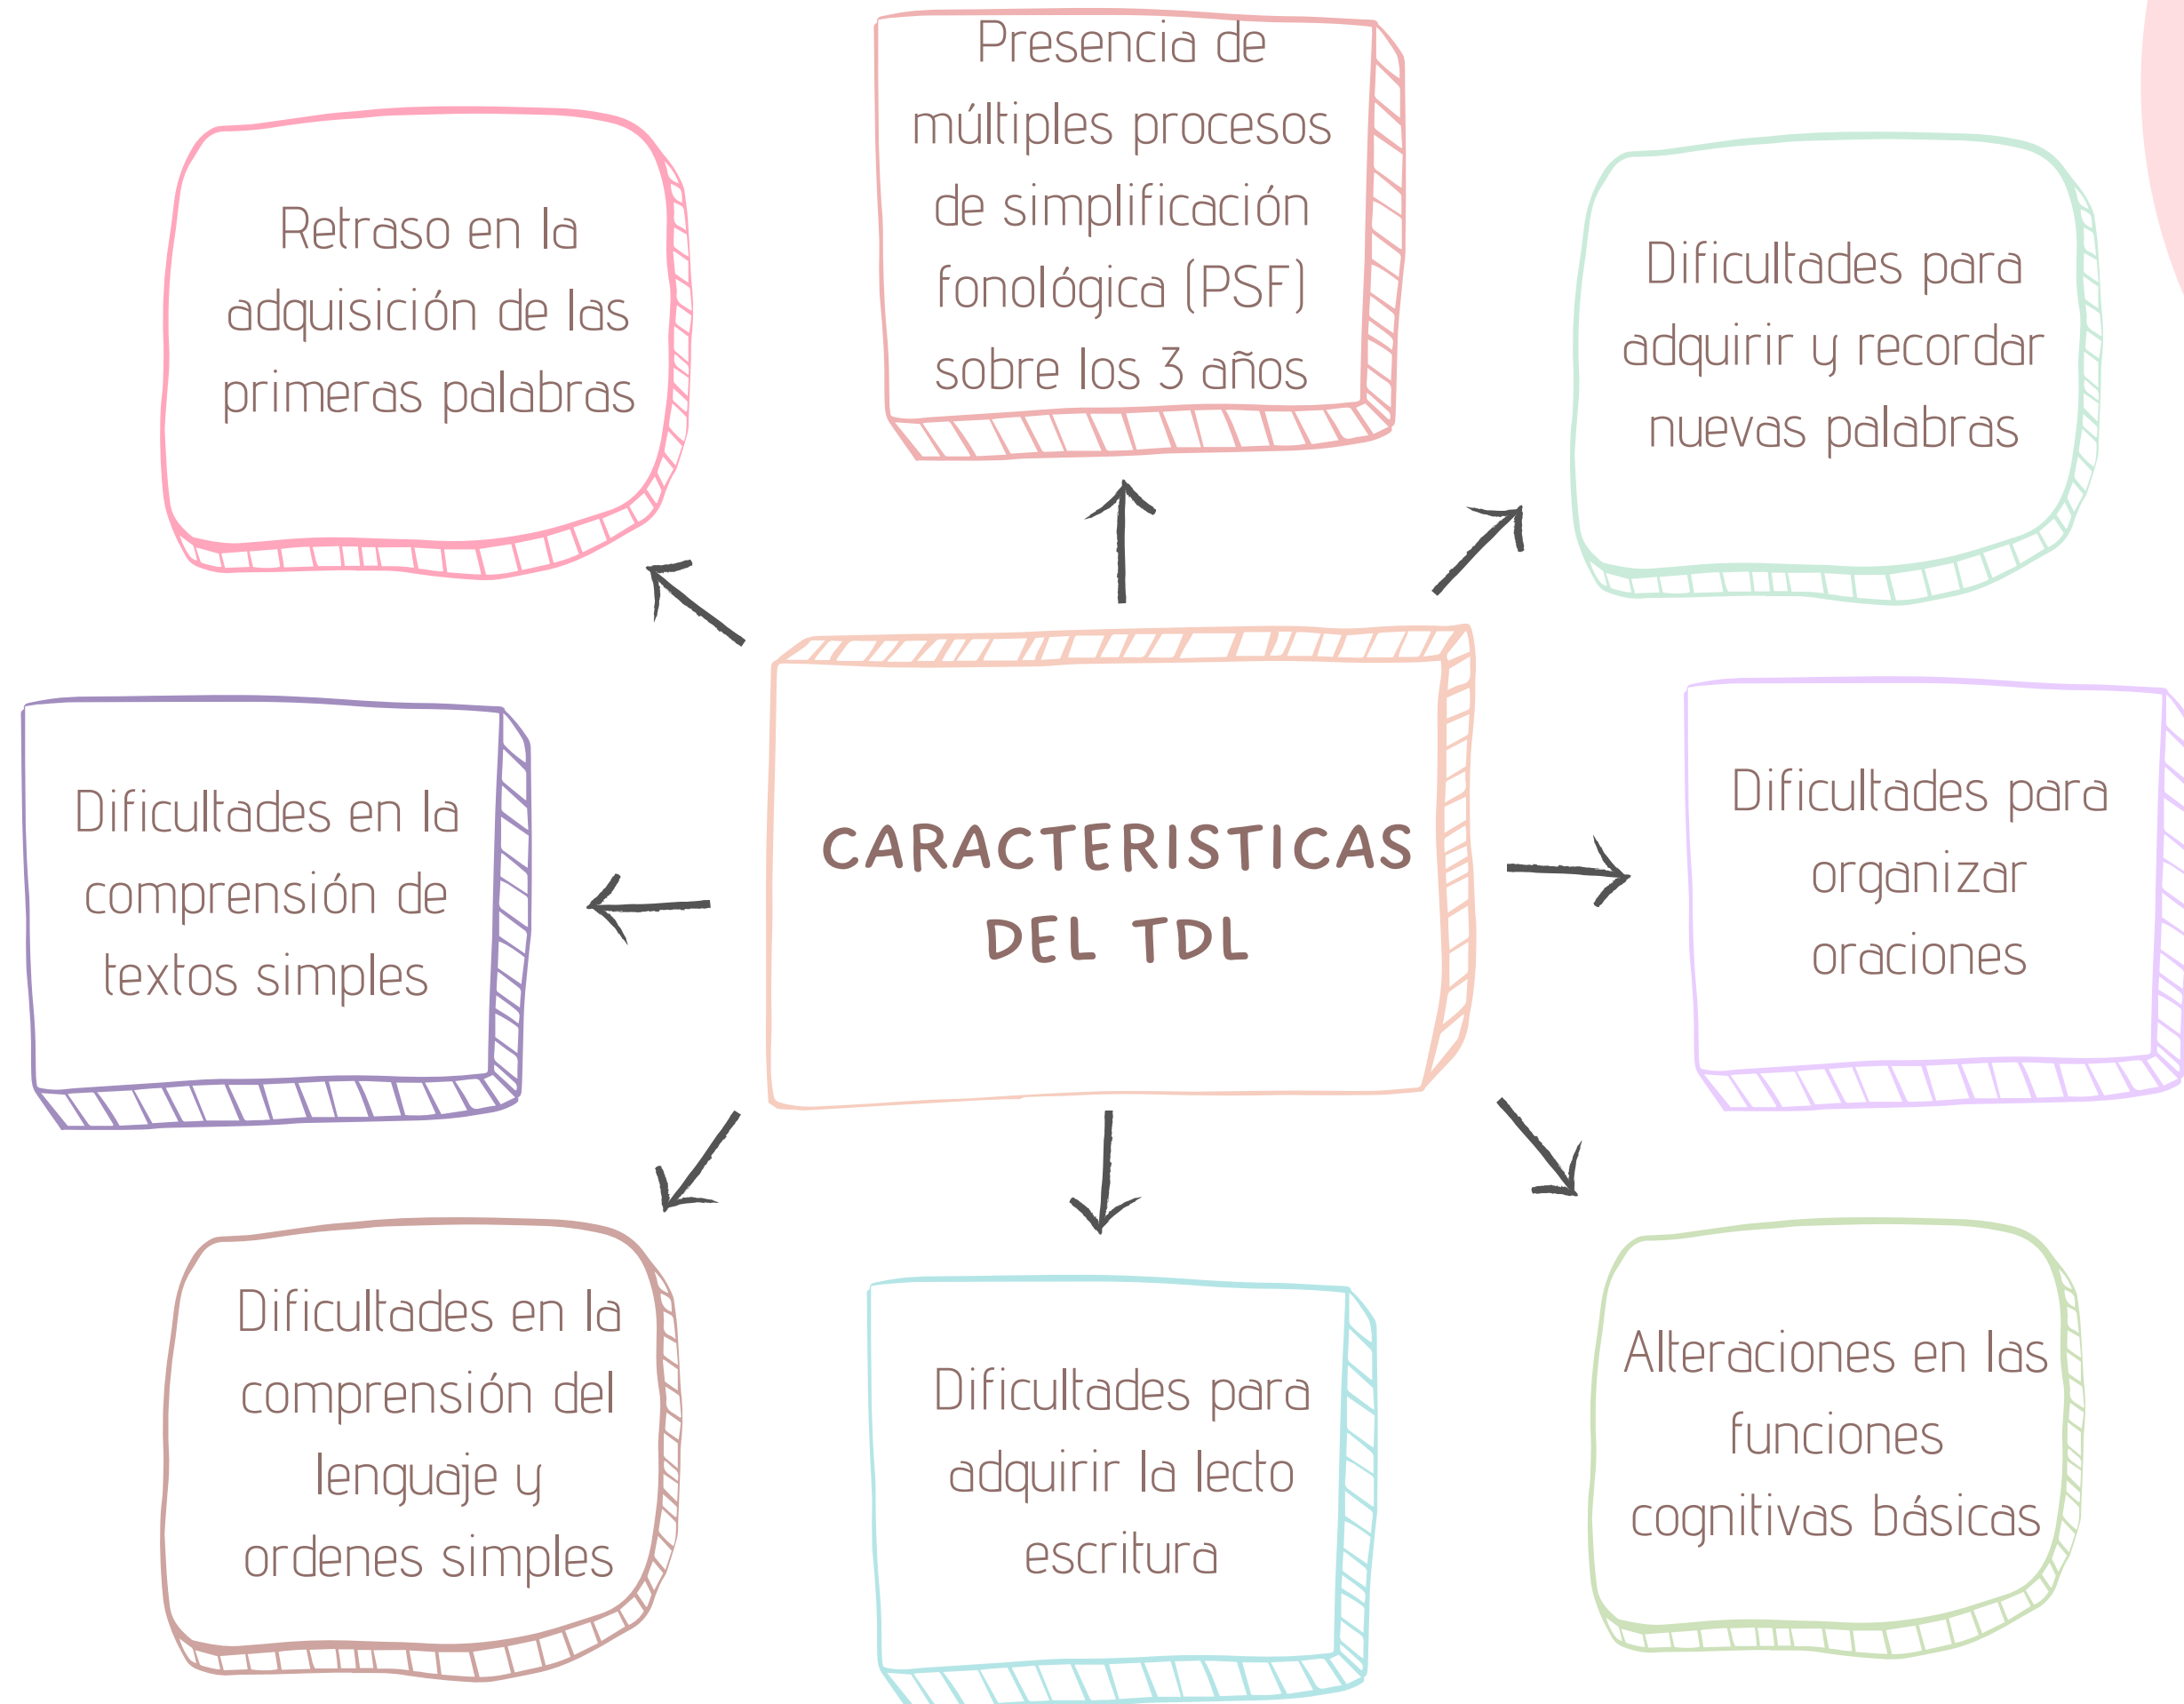 Presencia de
múltiples procesos
de simplificación
fonológica (PSF)
sobre los 3 años
Retraso en la
adquisición de las
primeras palabras
Dificultades para
adquirir y recordar
nuevas palabras
Dificultades en la
comprensión de
textos simples
CARACTERISTICAS
DEL TDL
Dificultades para
organizar
oraciones
Dificultades en la
comprensión del
lenguaje y
ordenes simples
Dificultades para
adquirir la lecto
escritura
Alteraciones en las
funciones
cognitivas básicas